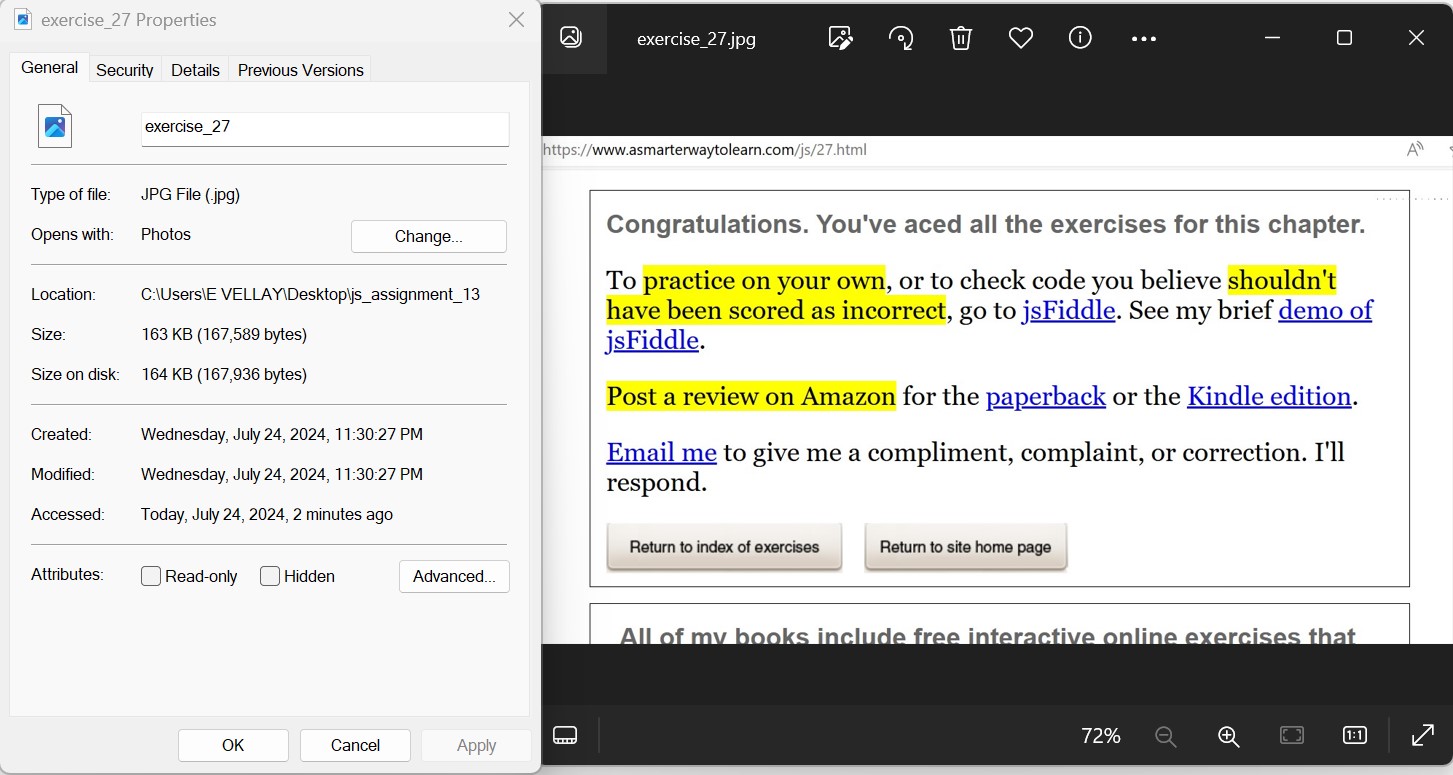 exercise_27 Properties
General Security Details Previous Versions
exercise_27
Type of file: JPG File (.jpg)
Opens with: Photos Change...
Location: C:\Users\E VELLAY\Desktop\js_assignment_13
Size: 163 KB (167,589 bytes)
Size on disk: 164 KB (167,936 bytes)
Created: Wednesday, July 24, 2024, 11:30:27 PM
Modified: Wednesday, July 24, 2024, 11:30:27 PM
Accessed: Today, July 24, 2024, 2 minutes ago
Attributes: Read-only Hidden Advanced...
OK Cancel Apply
exercise_27.jpg
https://www.asmarterwaytolearn.com/js/27.html
Congratulations. You've aced all the exercises for this chapter.
To practice on your own, or to check code you believe shouldn't
have been scored as incorrect, go to jsFiddle. See my brief demo of
jsFiddle.
Post a review on Amazon for the paperback or the Kindle edition.
Email me to give me a compliment, complaint, or correction. I'll
respond.
Return to index of exercises Return to site home page
All of my books include free interactive online exercises that
72% 1:1